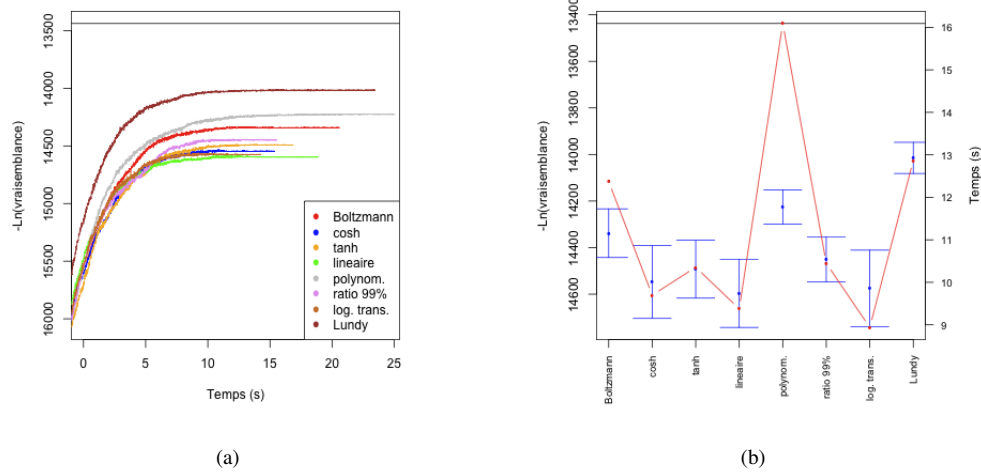 13500
14000
14500
15000
15500
16000
-Ln(vraisemblance)
0
5
10
15
20
25
Temps (s)
Boltzmann
cosh
tanh
lineaire
polynom.
ratio 99%
log. trans.
Lundy
(a)
13400
13600
13800
14000
14200
14400
14600
-Ln(vraisemblance)
16
15
14
13
12
11
10
9
Temps (s)
Boltzmann
cosh
tanh
lineaire
polynom.
ratio 99%
log. trans.
Lundy
(b)